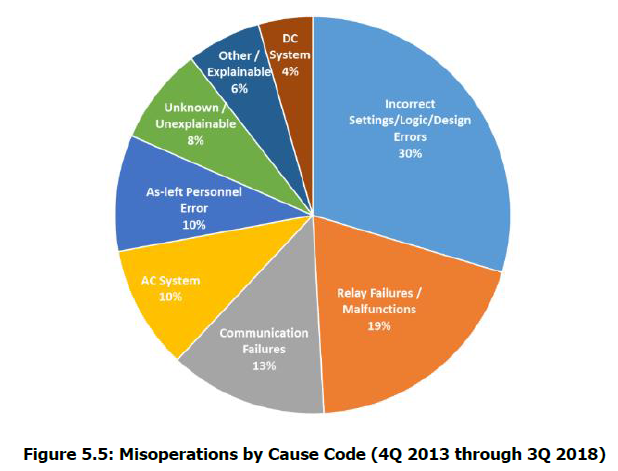 DC
System
4%
Other /
Explainable
6%
Unknown /
Unexplainable
8%
As-left Personnel
Error
10%
AC System
10%
Communication
Failures
13%
Relay Failures /
Malfunctions
19%
Incorrect
Settings/Logic/Design
Errors
30%
Figure 5.5: Misoperations by Cause Code (4Q 2013 through 3Q 2018)